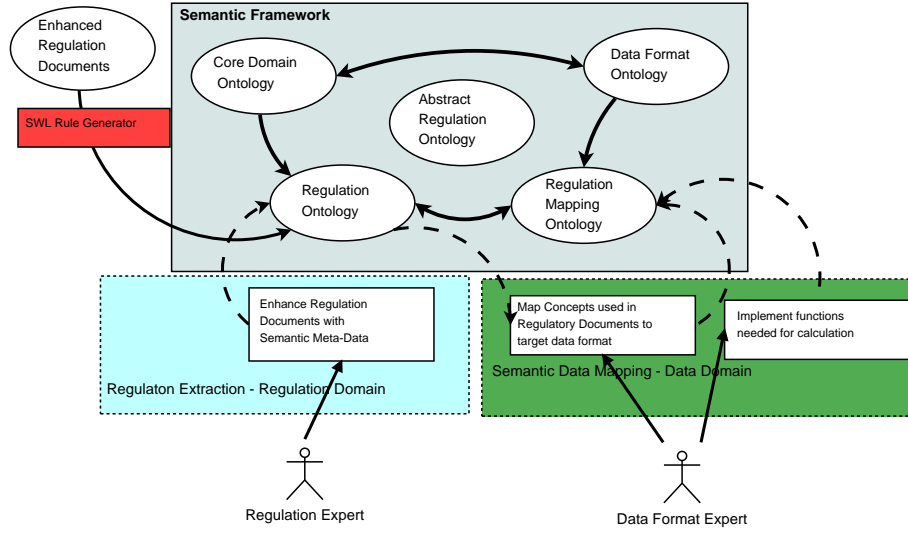 Semantic Framework
Enhanced
Regulation
Documents
Core Domain
Ontology
Data Format
Ontology
Abstract
Regulation
Ontology
SWL Rule Generator
Regulation
Ontology
Regulation
Mapping
Ontology
Enhance Regulation
Documents with
Semantic Meta-Data
Map Concepts used in
Regulatory Documents to
target data format
Implement functions
needed for calculation
Regulaton Extraction - Regulation Domain
Semantic Data Mapping - Data Domain
Regulation Expert
Data Format Expert